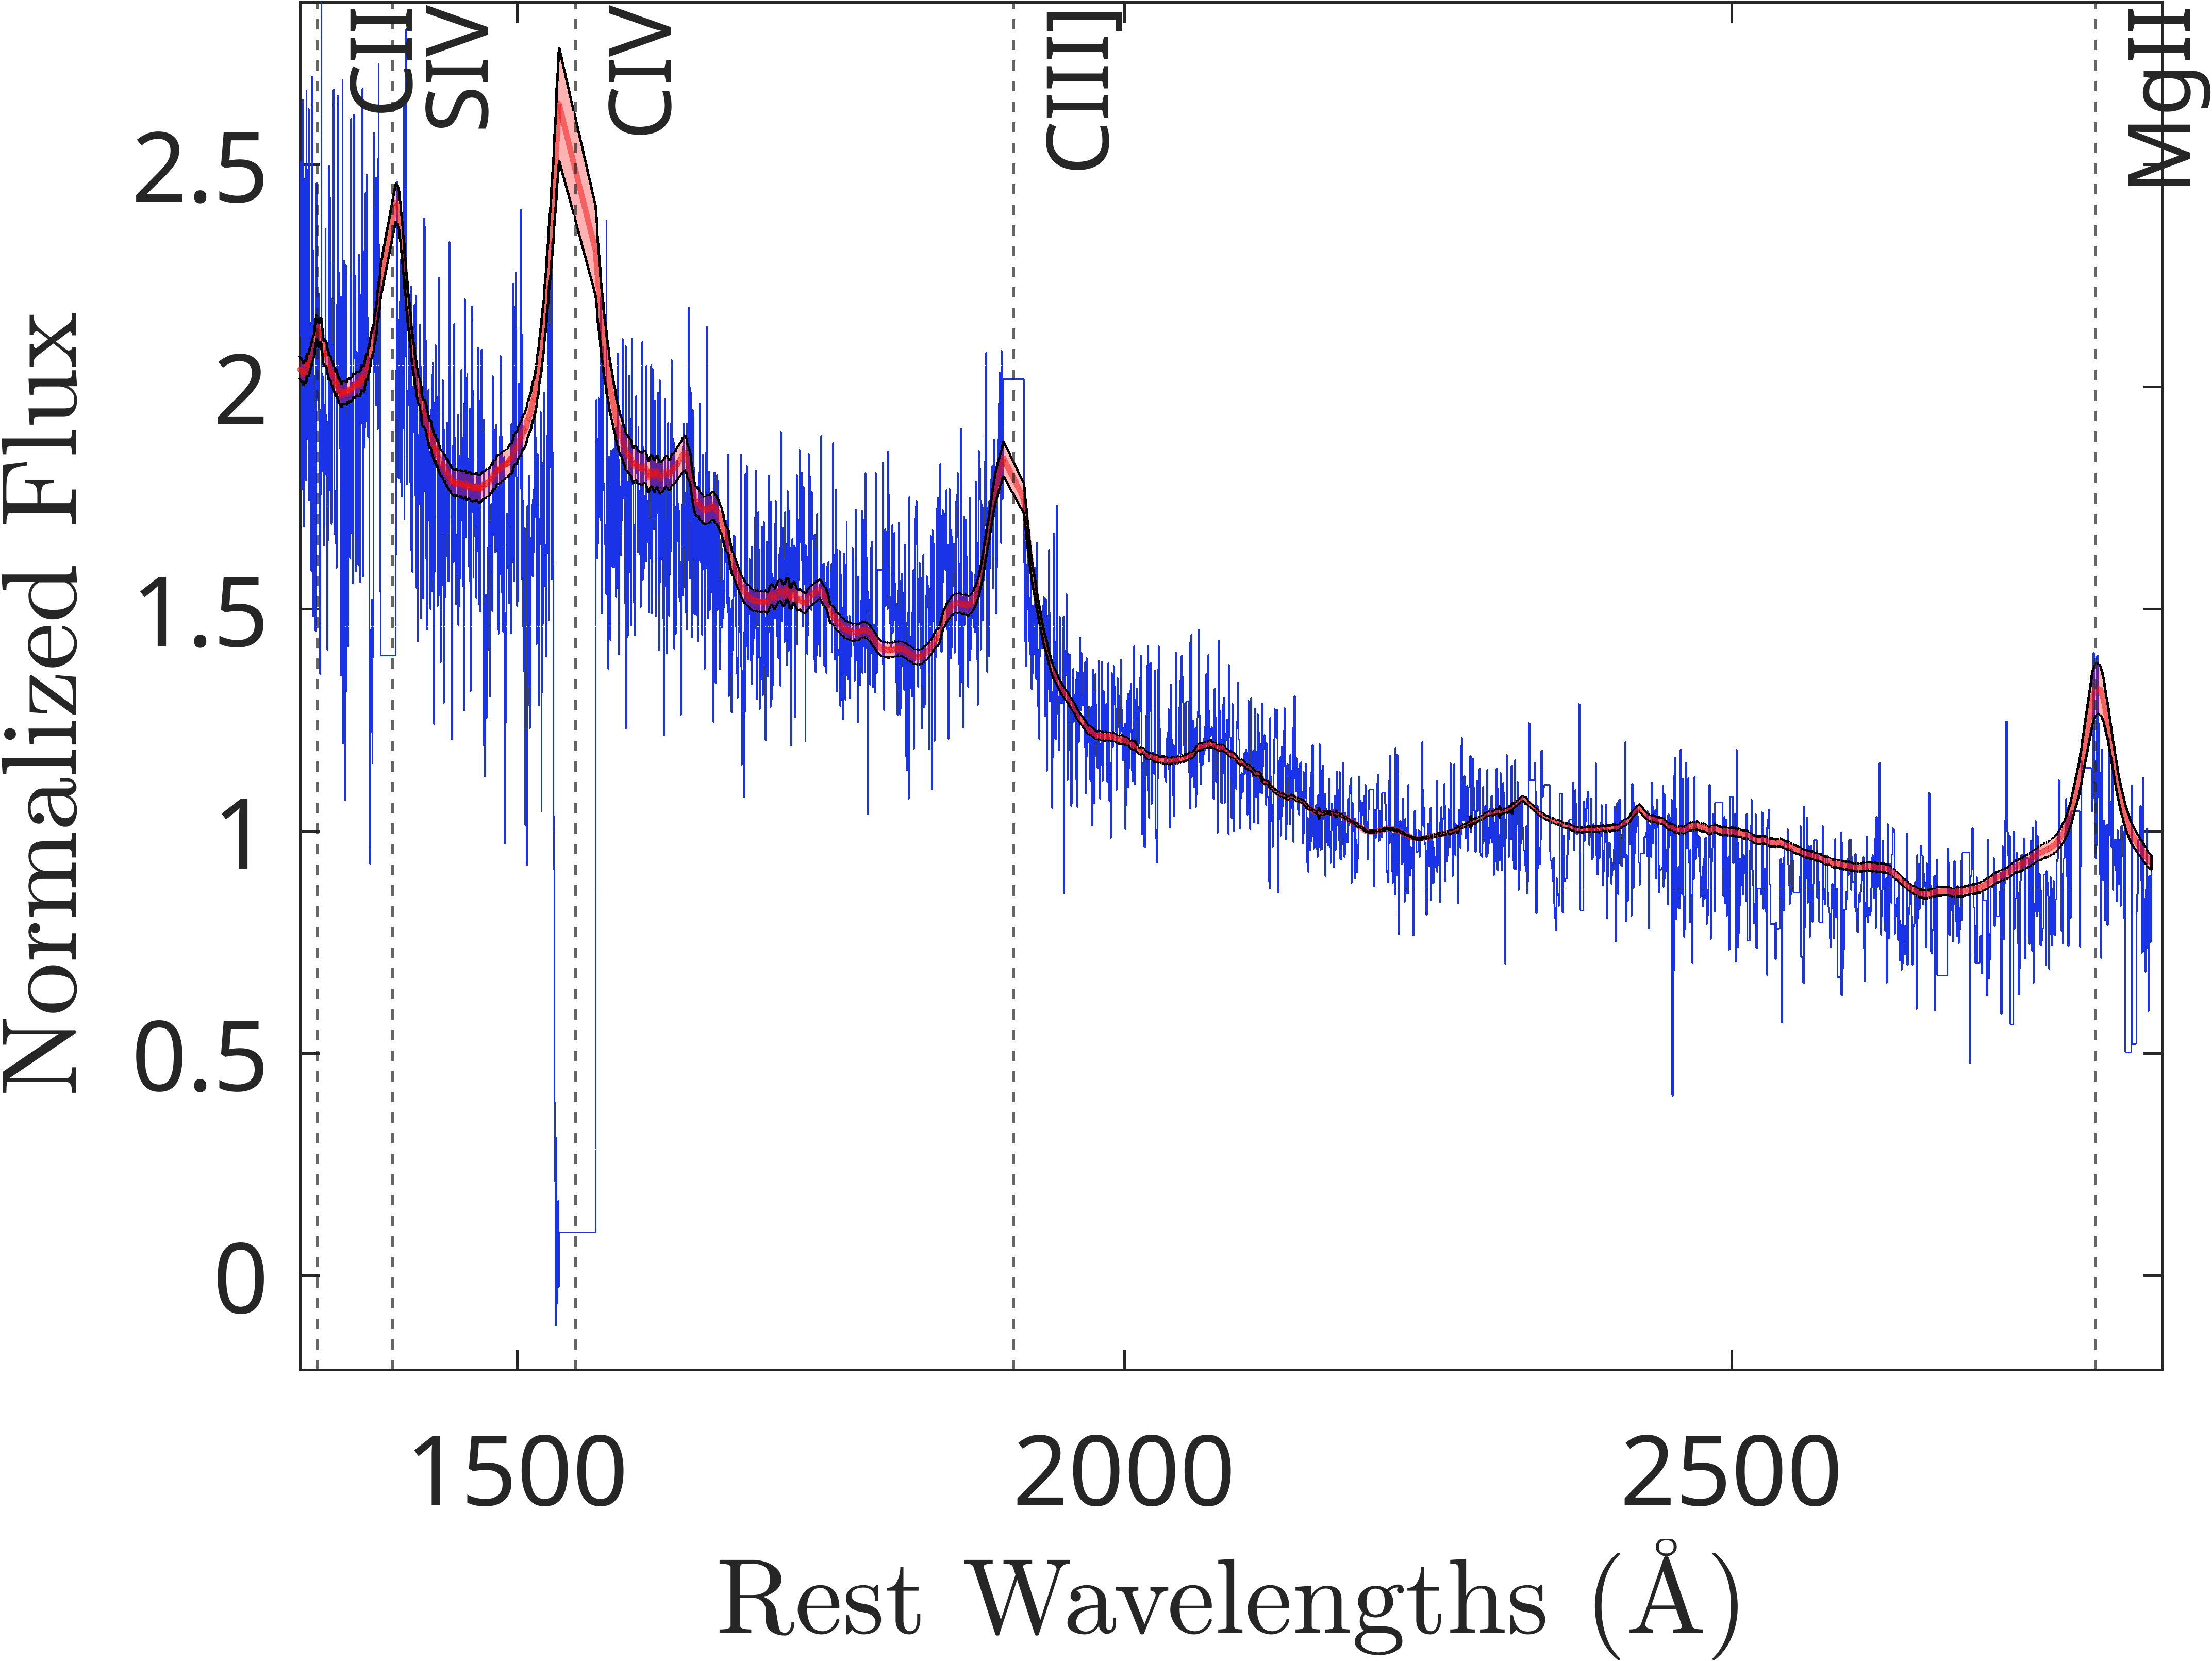 CII
SIV
CIV
CIII]
MgII
Normalized Flux
2.5
2
1.5
1
0.5
0
1500
2000
2500
Rest Wavelengths (Å)